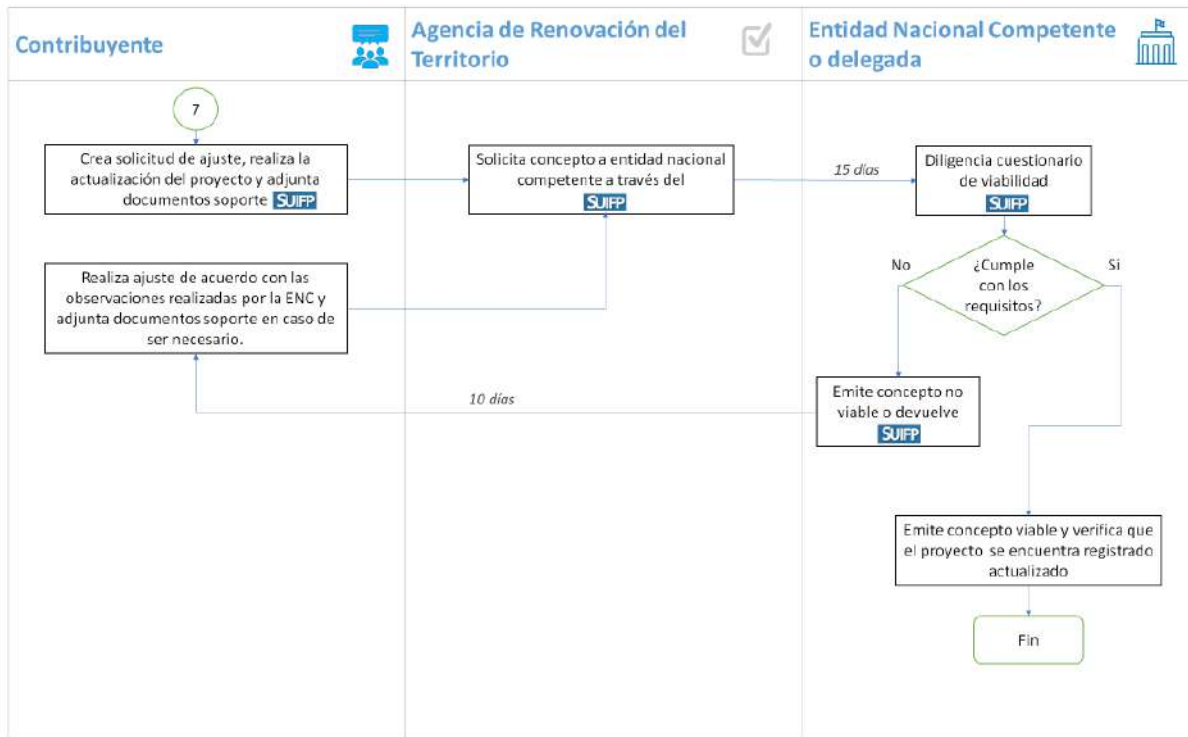 Contribuyente
Agencia de Renovación del
Territorio
Entidad Nacional Competente
o delegada
7
Crea solicitud de ajuste, realiza la
actualización del proyecto y adjunta
documentos soporte SUIFP
Solicita concepto a entidad nacional
competente a través del
SUIFP
15 días
Diligencia cuestionario
de viabilidad
SUIFP
No
¿Cumple
con los
requisitos?
Si
Realiza ajuste de acuerdo con las
observaciones realizadas por la ENC y
adjunta documentos soporte en caso de
ser necesario.
10 días
Emite concepto no
viable o devuelve
SUIFP
Emite concepto viable y verifica que
el proyecto se encuentra registrado
actualizado
Fin